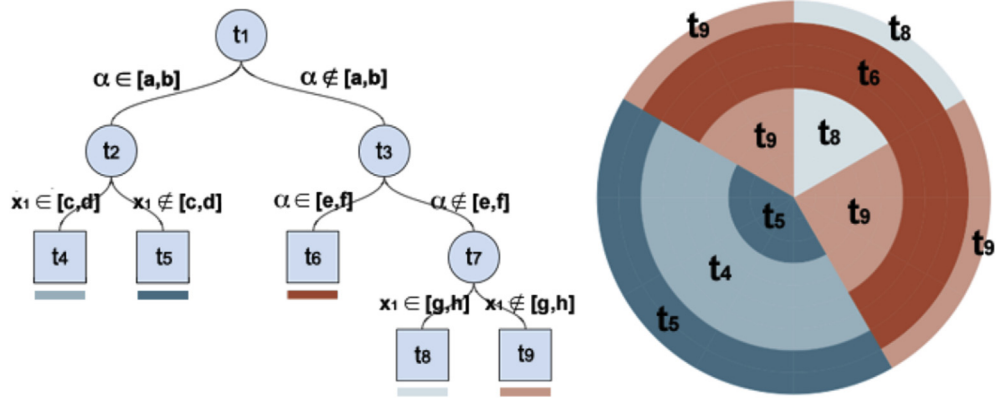 t1
α ∈ [a,b]
α ∉ [a,b]
t2
t3
x1 ∈ [c,d]
x1 ∉ [c,d]
α ∈ [e,f]
α ∉ [e,f]
t4
t5
t6
t7
x1 ∈ [g,h]
x1 ∉ [g,h]
t8
t9
t9
t8
t6
t9
t8
t9
t5
t9
t4
t5